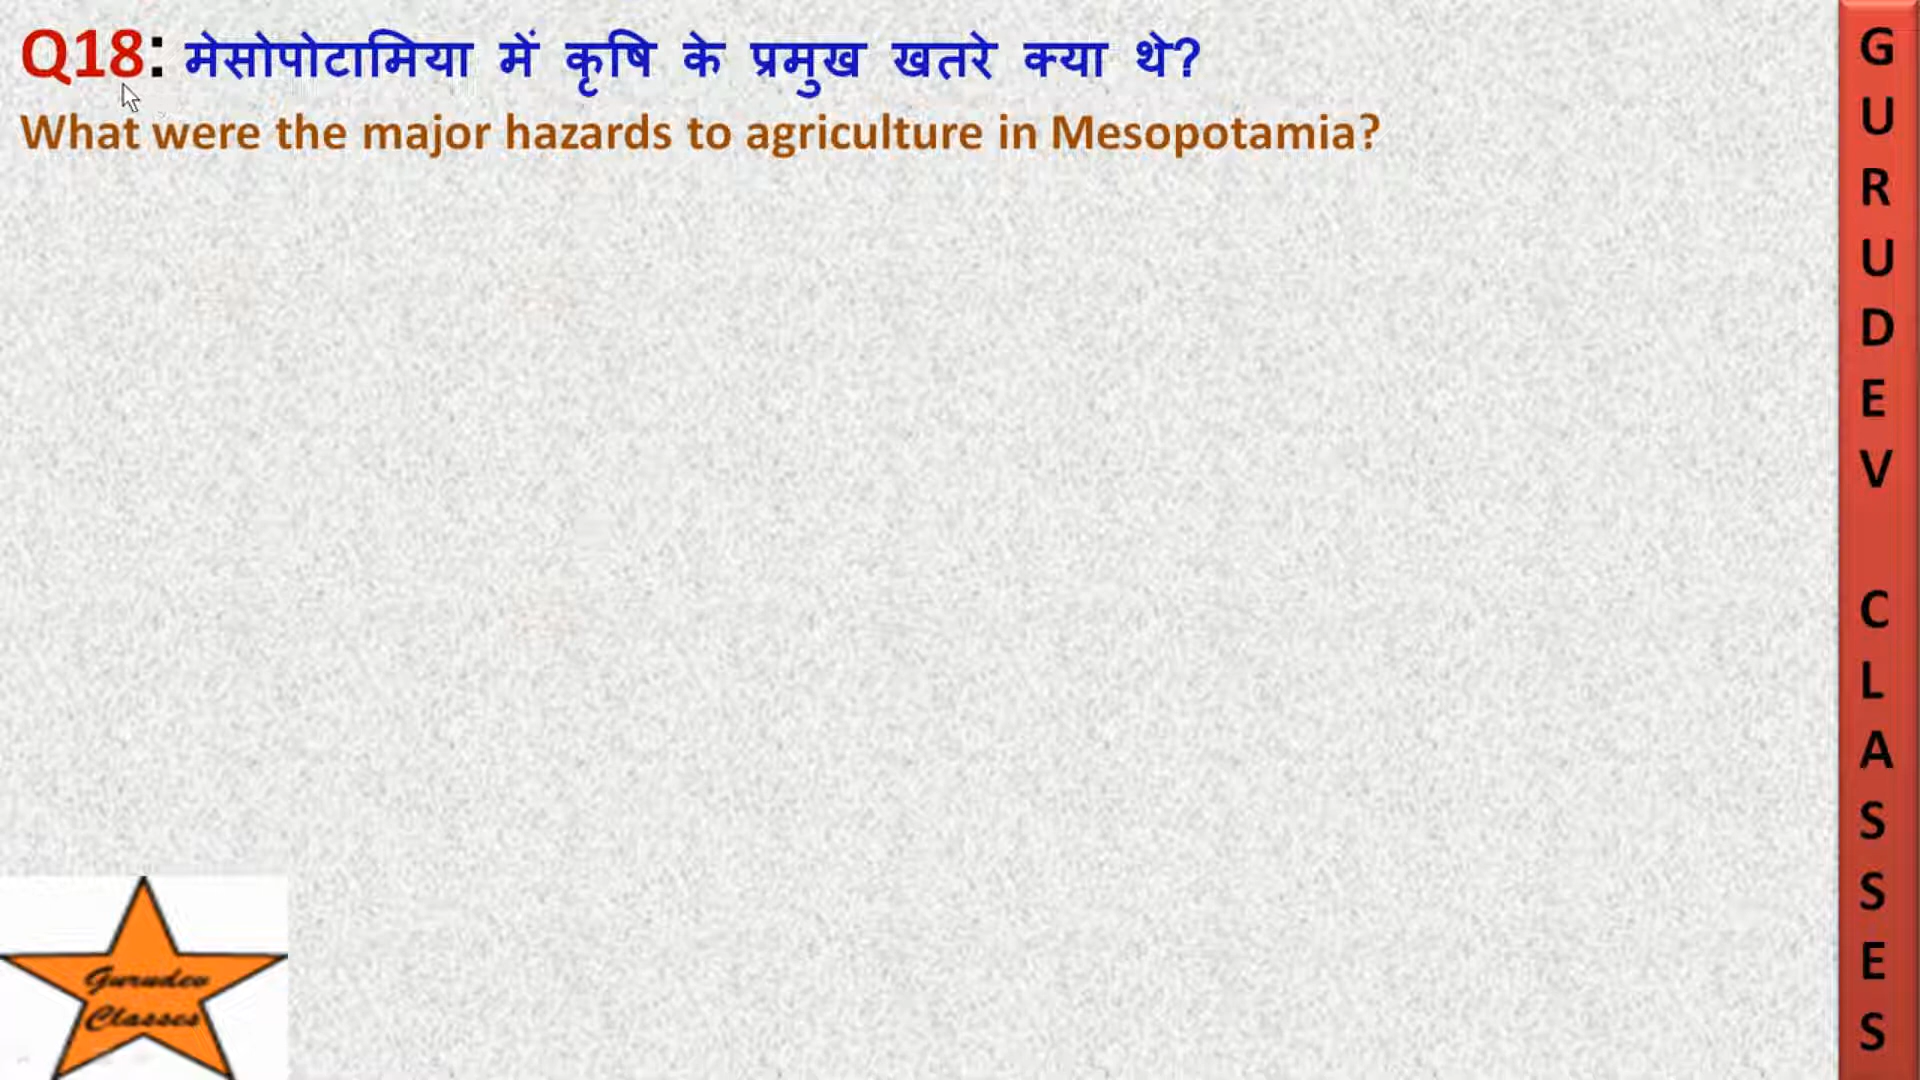 Q18: मेसोपोटामिया में कृषि के प्रमुख खतरे क्या थे?
What were the major hazards to agriculture in Mesopotamia?
GURUDEV CLASSES
Gurudev
Classes